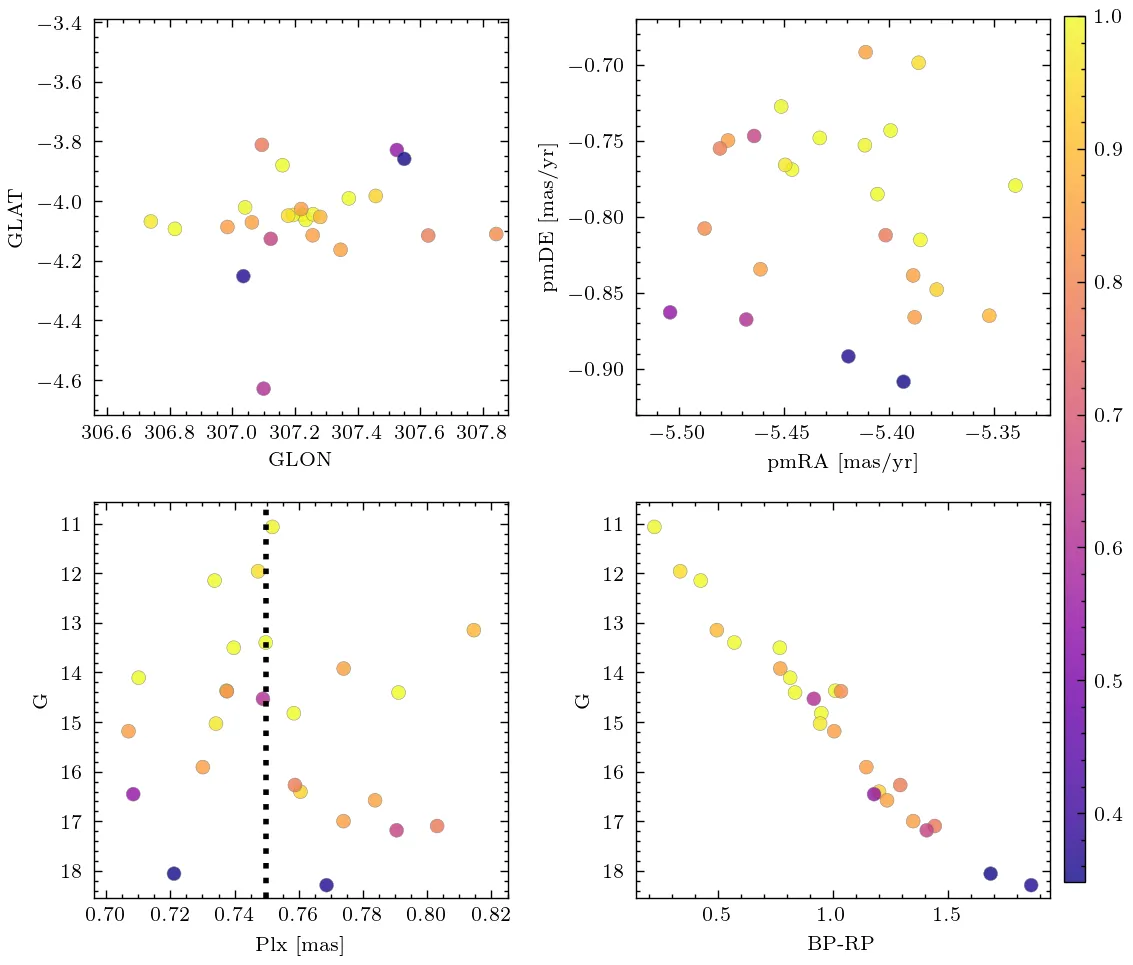 −3.4
−3.6
−3.8
−4.0
−4.2
−4.4
−4.6
GLAT
306.6 306.8 307.0 307.2 307.4 307.6 307.8
GLON
−0.70
−0.75
−0.80
−0.85
−0.90
pmDE [mas/yr]
−5.50 −5.45 −5.40 −5.35
pmRA [mas/yr]
1.0
0.9
0.8
0.7
0.6
0.5
0.4
11
12
13
14
15
16
17
18
G
0.70 0.72 0.74 0.76 0.78 0.80 0.82
Plx [mas]
11
12
13
14
15
16
17
18
G
0.5 1.0 1.5
BP-RP